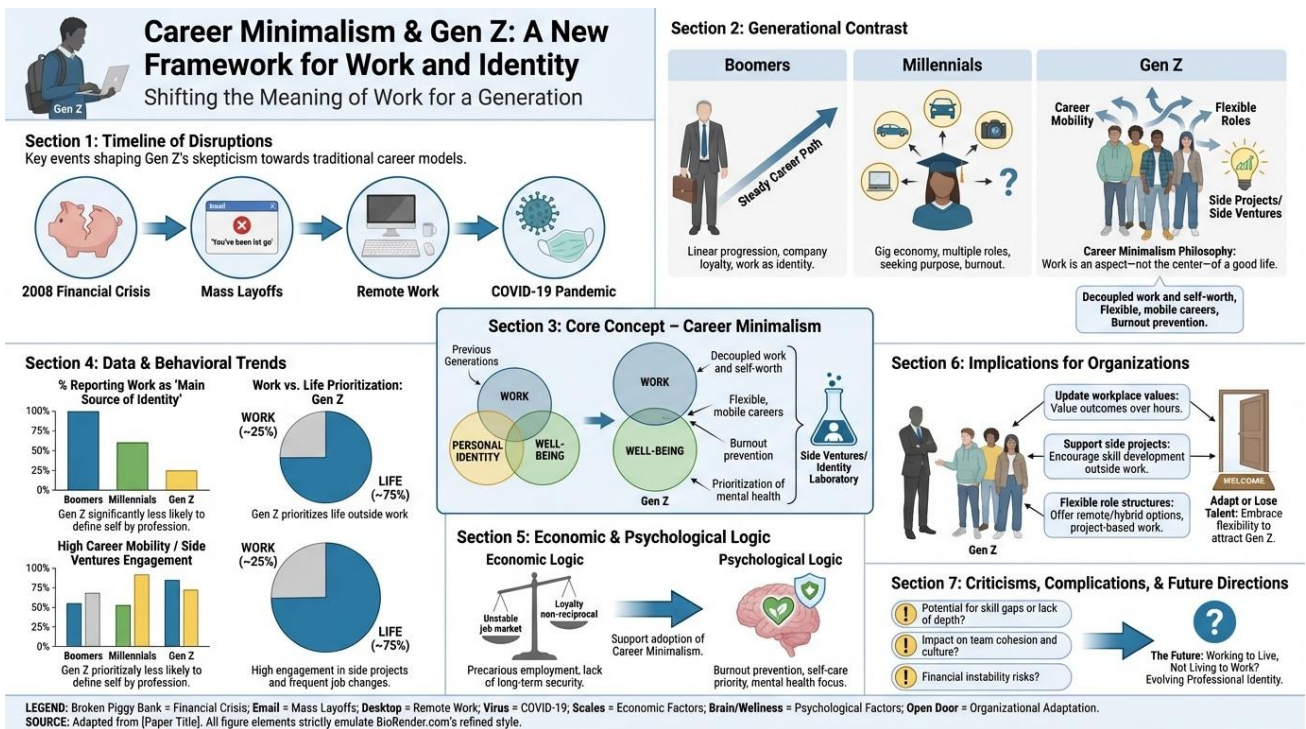 Career Minimalism & Gen Z: A New
Framework for Work and Identity
Shifting the Meaning of Work for a Generation
Gen Z
Section 1: Timeline of Disruptions
Key events shaping Gen Z's skepticism towards traditional career models.
Email
'You've been lst go'
2008 Financial Crisis
Mass Layoffs
Remote Work
COVID-19 Pandemic
Section 2: Generational Contrast
Boomers
Steady Career Path
Linear progression, company
loyalty, work as identity.
Millennials
?
Gig economy, multiple roles,
seeking purpose, burnout.
Gen Z
Career
Mobility
Flexible
Roles
Side Projects/
Side Ventures
Career Minimalism Philosophy:
Work is an aspect—not the center—of a good life.
Decoupled work and self-worth,
Flexible, mobile careers,
Burnout prevention.
Section 3: Core Concept – Career Minimalism
Previous
Generations
WORK
PERSONAL
IDENTITY
WELL-
BEING
WORK
WELL-BEING
Gen Z
Decoupled work
and self-worth
Flexible,
mobile careers
Burnout
prevention
Prioritization of
mental health
Side Ventures/
Identity
Laboratory
Section 4: Data & Behavioral Trends
% Reporting Work as 'Main
Source of Identity'
100%
75%
50%
25%
0%
Boomers Millennials Gen Z
Gen Z significantly less likely to
define self by profession.
Work vs. Life Prioritization:
Gen Z
WORK
(~25%)
LIFE
(~75%)
Gen Z prioritizes life outside work
High Career Mobility / Side
Ventures Engagement
100%
75%
50%
25%
0%
Boomers Millennials Gen Z
Gen Z prioritizaly less likely to
define self by profession.
WORK
(~25%)
LIFE
(~75%)
High engagement in side projects
and frequent job changes.
Section 5: Economic & Psychological Logic
Economic Logic
Unstable
job market
Loyalty
non-reciprocal
Precarious employment, lack
of long-term security.
Support adoption of
Career Minimalism.
Psychological Logic
Burnout prevention, self-care
priority, mental health focus.
Section 6: Implications for Organizations
Gen Z
Update workplace values:
Value outcomes over hours.
Support side projects:
Encourage skill development
outside work.
Flexible role structures:
Offer remote/hybrid options,
project-based work.
WELCOME
Adapt or Lose
Talent: Embrace
flexibility to
attract Gen Z.
Section 7: Criticisms, Complications, & Future Directions
! Potential for skill gaps or lack
of depth?
! Impact on team cohesion and
culture?
! Financial instability risks?
?
The Future: Working to Live,
Not Living to Work?
Evolving Professional Identity.
LEGEND: Broken Piggy Bank = Financial Crisis; Email = Mass Layoffs; Desktop = Remote Work; Virus = COVID-19; Scales = Economic Factors; Brain/Wellness = Psychological Factors; Open Door = Organizational Adaptation.
SOURCE: Adapted from [Paper Title]. All figure elements strictly emulate BioRender.com's refined style.